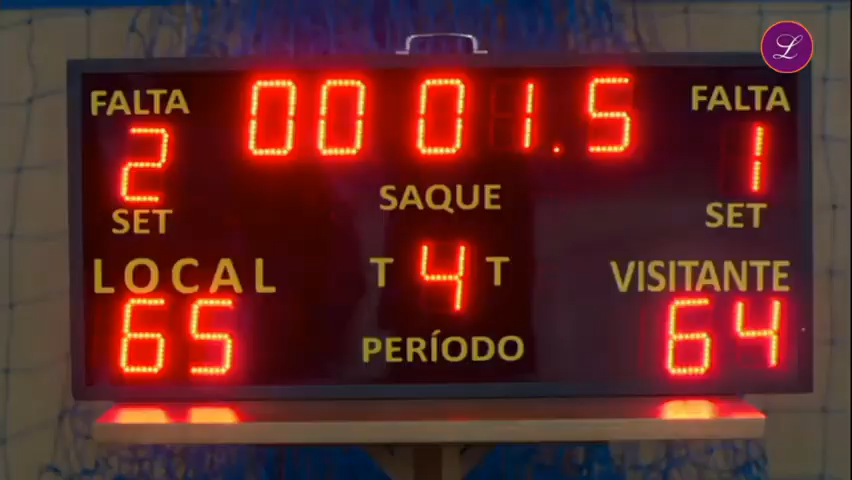 FALTA 00 01.5 FALTA
2 1
SET SAQUE SET
LOCAL T 4 T VISITANTE
65 64
PERÍODO
L